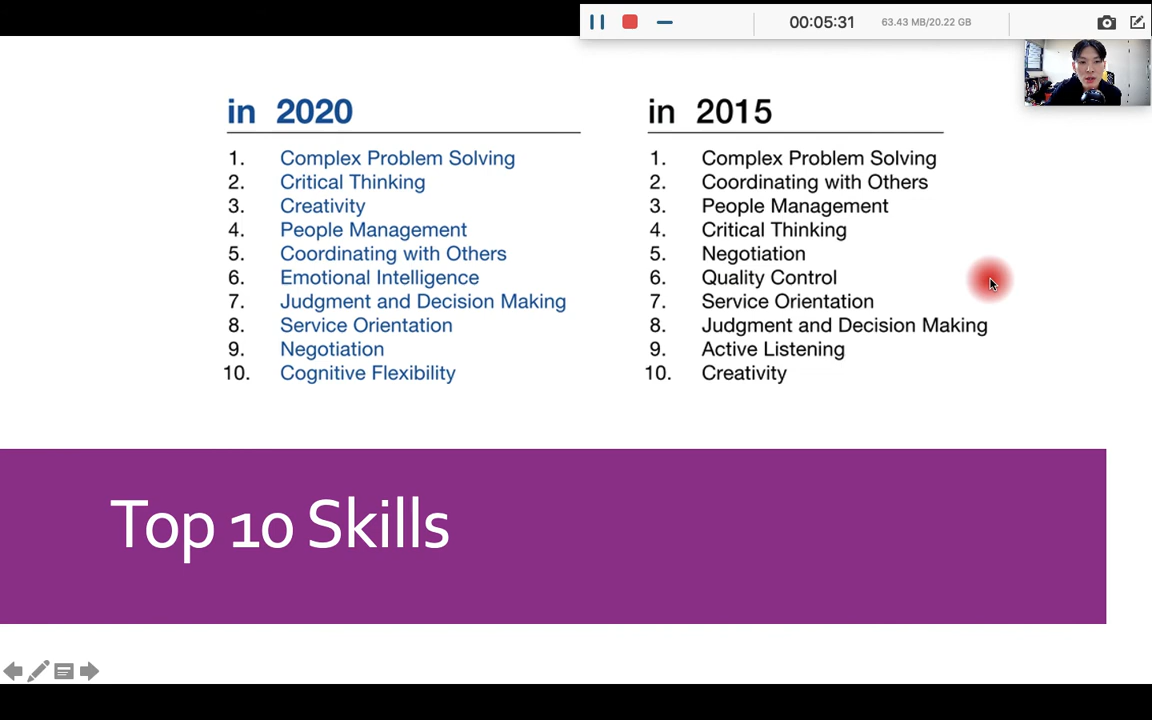 00:05:31
63.43 MB/20.22 GB
in 2020
1. Complex Problem Solving
2. Critical Thinking
3. Creativity
4. People Management
5. Coordinating with Others
6. Emotional Intelligence
7. Judgment and Decision Making
8. Service Orientation
9. Negotiation
10. Cognitive Flexibility
in 2015
1. Complex Problem Solving
2. Coordinating with Others
3. People Management
4. Critical Thinking
5. Negotiation
6. Quality Control
7. Service Orientation
8. Judgment and Decision Making
9. Active Listening
10. Creativity
Top 10 Skills